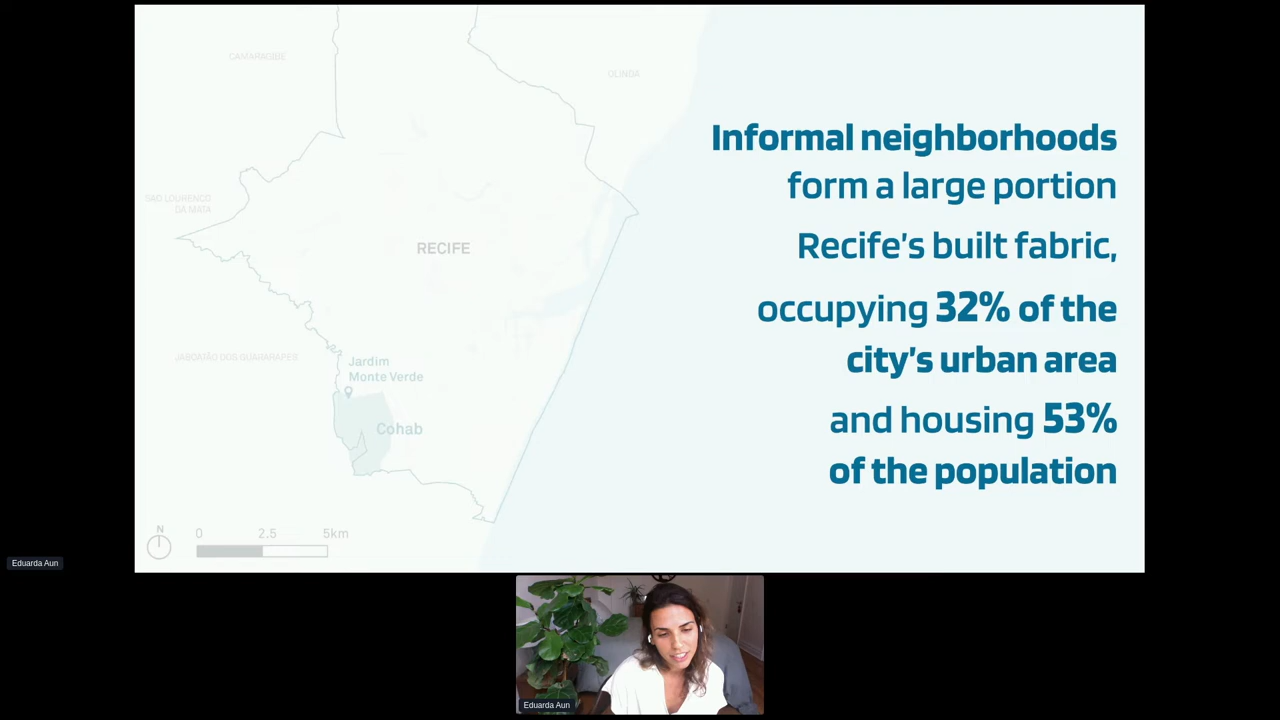 CAMARAGIBE
OLINDA
Informal neighborhoods
form a large portion
SAO LOURENCO
DA MATA
Recife's built fabric,
RECIFE
occupying 32% of the
city's urban area
JABOATÃO DOS GUARARAPES
Jardim
Monte Verde
and housing 53%
Cohab
of the population
N
0 2.5 5km
Eduarda Aun
Eduarda Aun